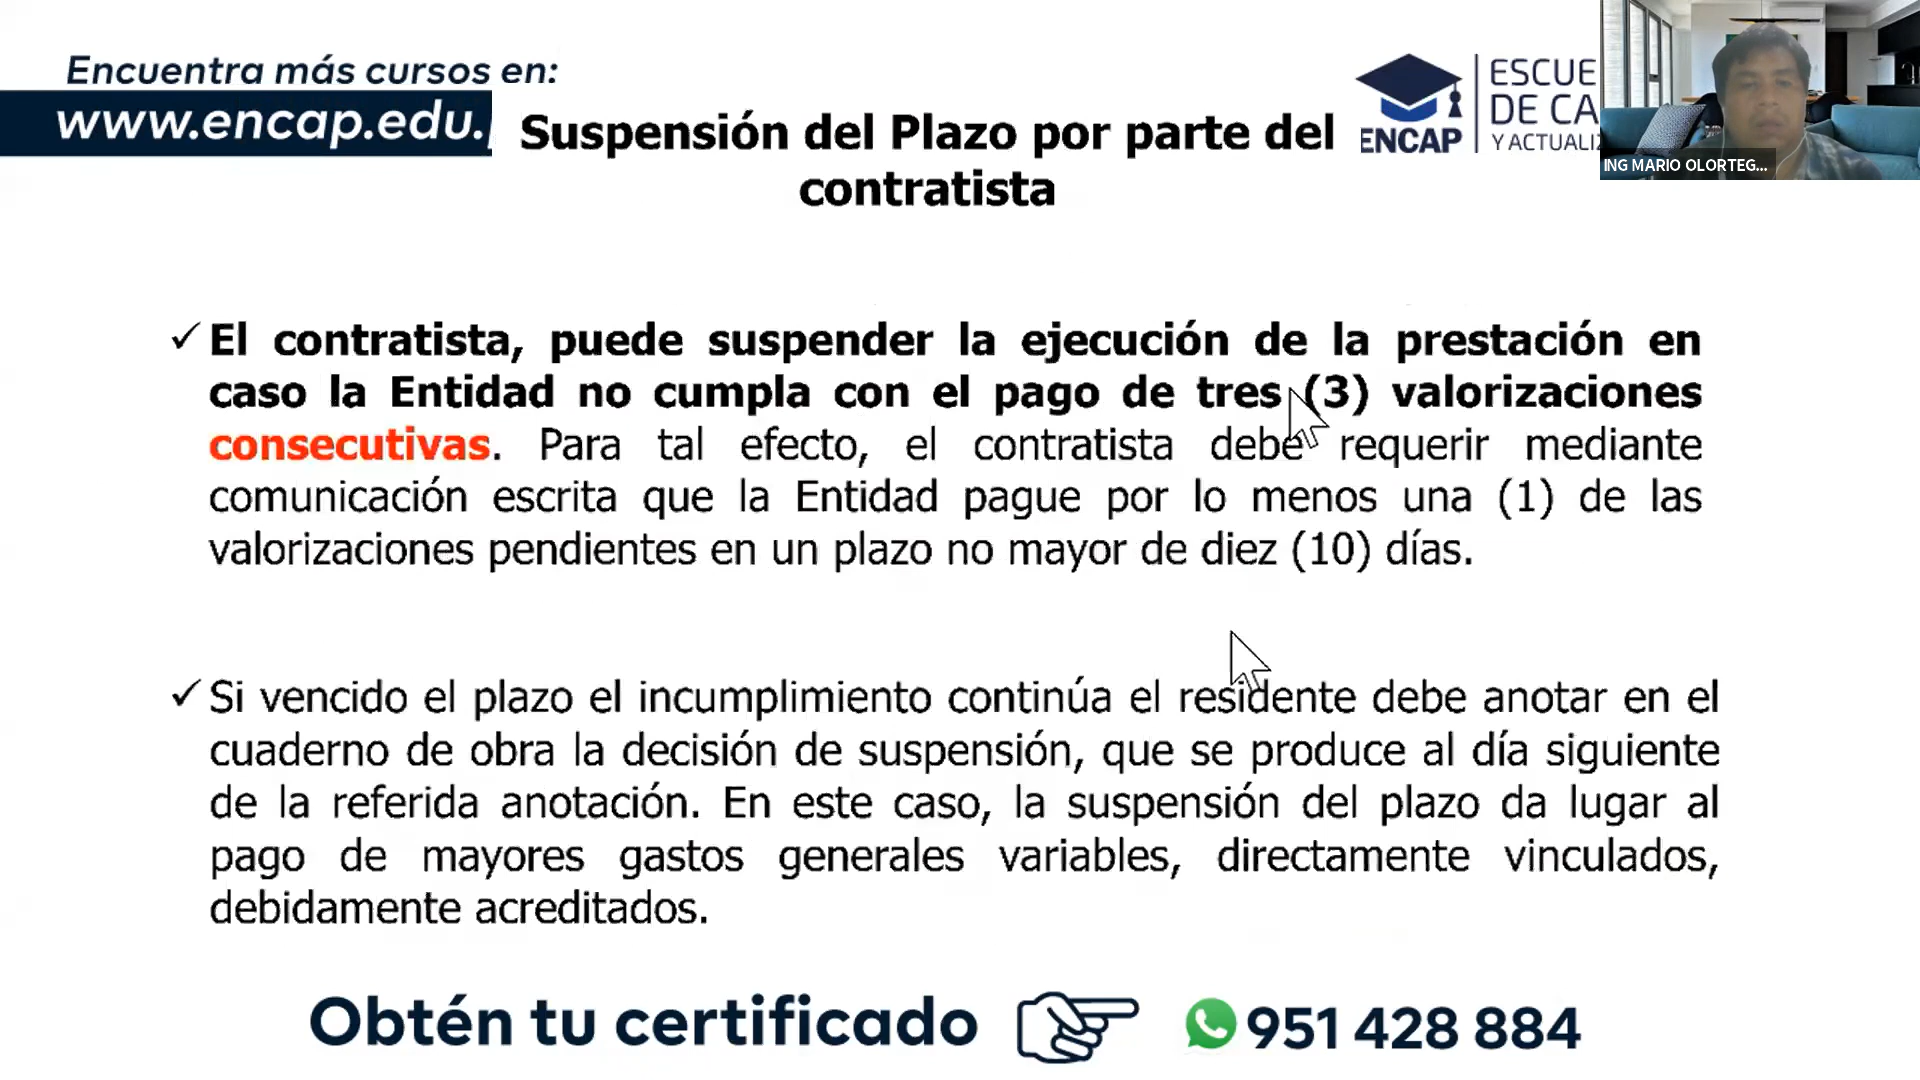 Encuentra más cursos en:
www.encap.edu.
Suspensión del Plazo por parte del
contratista
ENCAP
ESCUE
DE CA
Y ACTUALIZ
ING MARIO OLORTEG...
✓ El contratista, puede suspender la ejecución de la prestación en
caso la Entidad no cumpla con el pago de tres (3) valorizaciones
consecutivas. Para tal efecto, el contratista debe requerir mediante
comunicación escrita que la Entidad pague por lo menos una (1) de las
valorizaciones pendientes en un plazo no mayor de diez (10) días.
✓ Si vencido el plazo el incumplimiento continúa el residente debe anotar en el
cuaderno de obra la decisión de suspensión, que se produce al día siguiente
de la referida anotación. En este caso, la suspensión del plazo da lugar al
pago de mayores gastos generales variables, directamente vinculados,
debidamente acreditados.
Obtén tu certificado
951 428 884